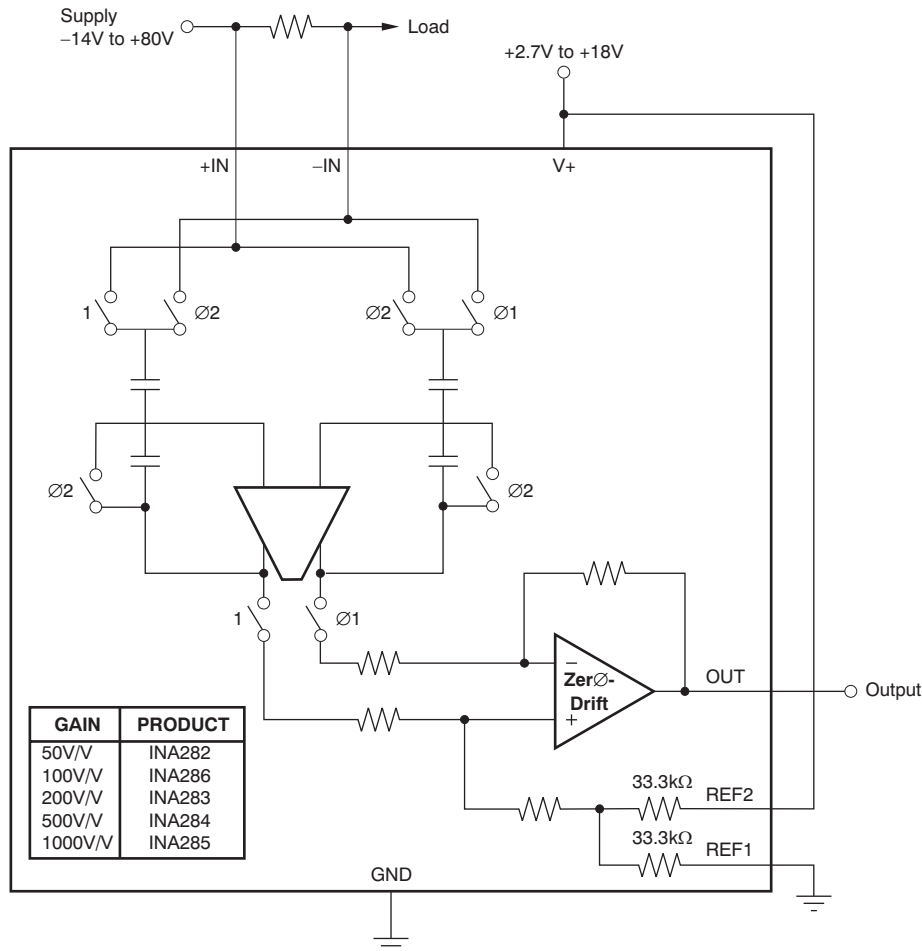 Supply
−14V to +80V
Load
+2.7V to +18V
+IN
−IN
V+
1
Ø2
Ø2
Ø1
Ø2
Ø2
1
Ø1
−
ZerØ-
Drift
+
OUT
Output
GAIN PRODUCT
50V/V INA282
100V/V INA286
200V/V INA283
500V/V INA284
1000V/V INA285
33.3kΩ
REF2
33.3kΩ
REF1
GND